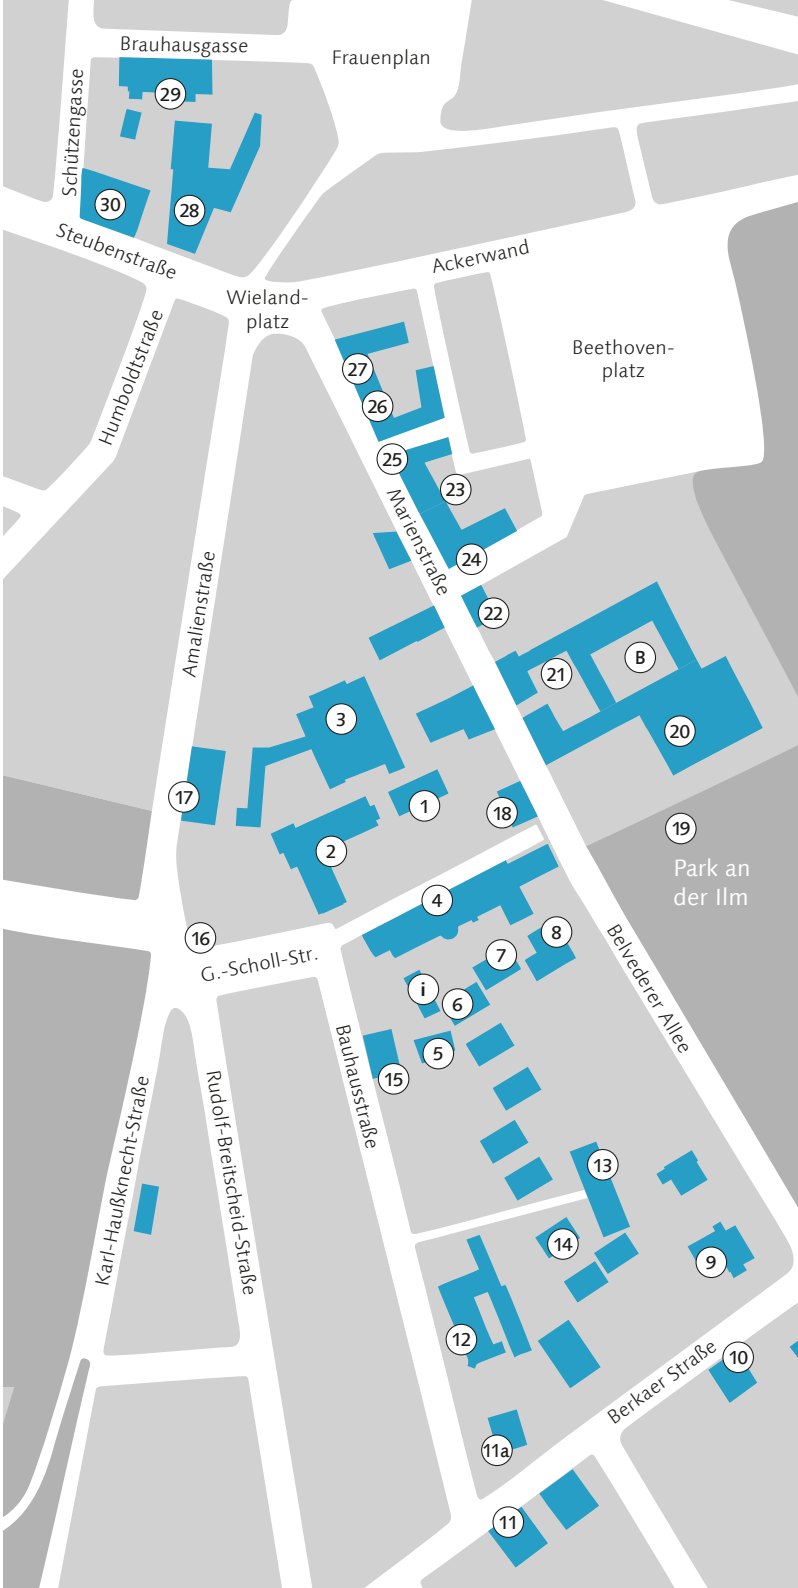 Brauhausgasse
Frauenplan
Schützengasse
29
30
28
Steubenstraße
Ackerwand
Wieland-
platz
Humboldtstraße
Beethoven-
platz
27
26
25
23
Marienstraße
24
Amalienstraße
22
B
21
3
20
17
1
18
2
19
Park an
der Ilm
4
16
8
G.-Scholl-Str.
7
Belvederer Allee
i
6
5
15
Bauhausstraße
Rudolf-Breitscheid-Straße
Karl-Haußknecht-Straße
13
14
9
12
10
Berkaer Straße
11a
11